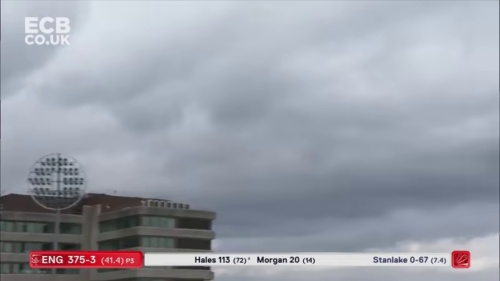 ECB
CO.UK
ENG 375-3 (41.4) P3 Hales 113 (72)* Morgan 20 (14) Stanlake 0-67 (7.4)